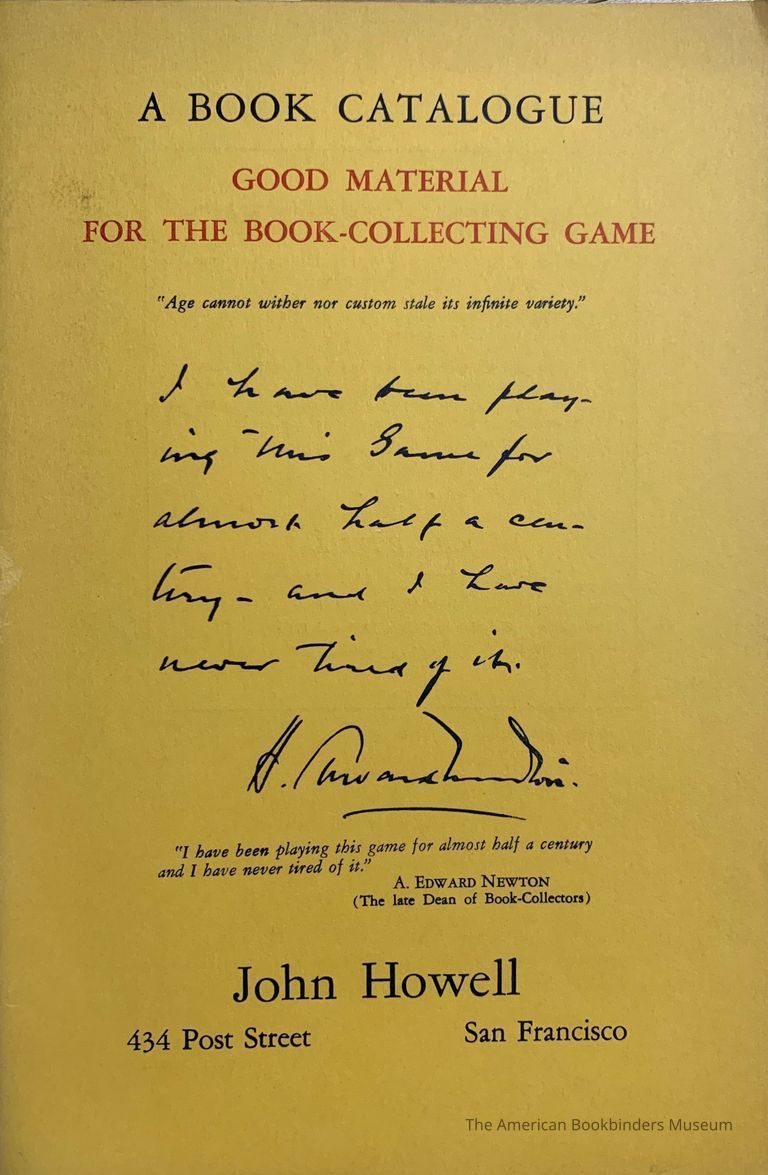 A BOOK CATALOGUE
GOOD MATERIAL
FOR THE BOOK-COLLECTING GAME
"Age cannot wither nor custom stale its infinite variety."
I have been play-
ing this Game for
almost half a cen-
tury – and I have
never tired of it.
A. Edward Newton.
"I have been playing this game for almost half a century
and I have never tired of it."
A. EDWARD NEWTON
(The late Dean of Book-Collectors)
John Howell
434 Post Street San Francisco
The American Bookbinders Museum